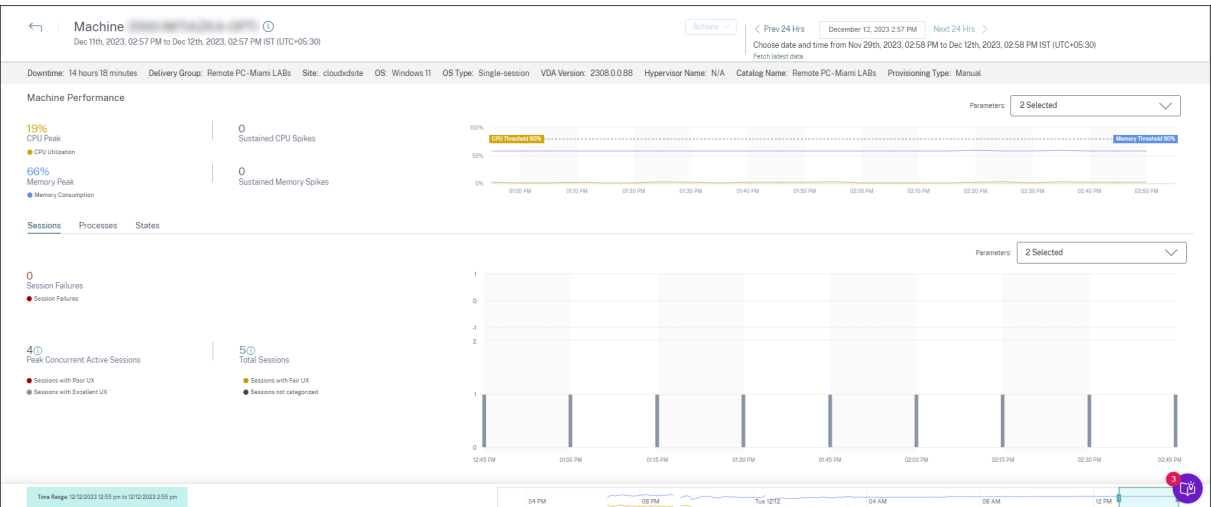 Machine
Dec 11th, 2023, 02:57 PM to Dec 12th, 2023, 02:57 PM IST (UTC+05:30)
Actions
Prev 24 Hrs December 12, 2023 2:57 PM Next 24 Hrs
Choose date and time from Nov 29th, 2023, 02:58 PM to Dec 12th, 2023, 02:58 PM IST (UTC+05:30)
Fetch latest data
Downtime: 14 hours 18 minutes Delivery Group: Remote PC-Miami LABs Site: cloudxdsite OS: Windows 11 OS Type: Single-session VDA Version: 2308.0.0.88 Hypervisor Name: N/A Catalog Name: Remote PC-Miami LABs Provisioning Type: Manual
Machine Performance
Parameters: 2 Selected
19%
CPU Peak
CPU Utilization
0
Sustained CPU Spikes
66%
Memory Peak
Memory Consumption
0
Sustained Memory Spikes
100%
CPU Threshold 80% Memory Threshold 80%
50%
0%
01:00 PM 01:10 PM 01:20 PM 01:30 PM 01:40 PM 01:50 PM 02:00 PM 02:10 PM 02:20 PM 02:30 PM 02:40 PM 02:50 PM
Sessions Processes States
Parameters: 2 Selected
0
Session Failures
Session Failures
1
0
-1
4
Peak Concurrent Active Sessions
5
Total Sessions
Sessions with Poor UX Sessions with Fair UX
Sessions with Excellent UX Sessions not categorized
2
1
0
12:45 PM 01:00 PM 01:15 PM 01:30 PM 01:45 PM 02:00 PM 02:15 PM 02:30 PM 02:45 PM
3
Time Range: 12/12/2023 12:55 pm to 12/12/2023 2:55 pm
04 PM 08 PM Tue 12/12 04 AM 08 AM 12 PM